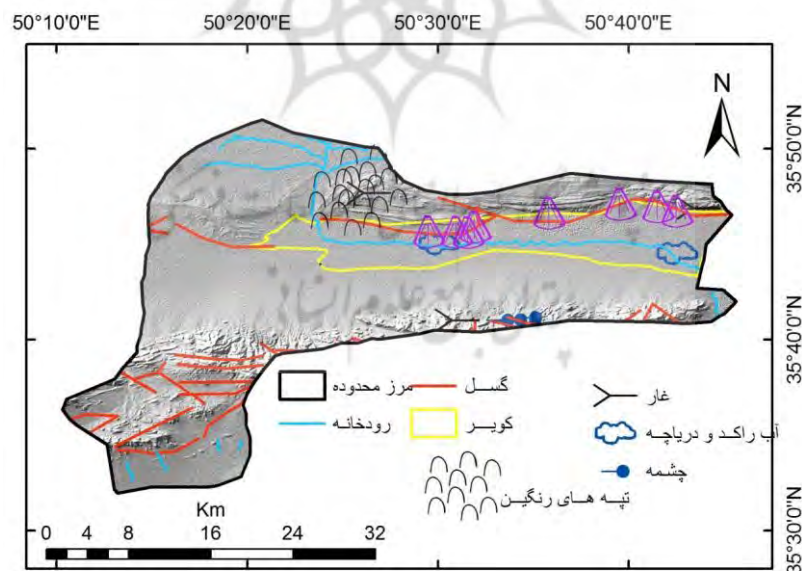 50°10'0"E 50°20'0"E 50°30'0"E 50°40'0"E
N
35°50'0"N
35°40'0"N
35°30'0"N
مرز محدوده گسل غار
رودخانه کویر آب راکد و دریاچه
چشمه
تپه های رنگین
Km
0 4 8 16 24 32